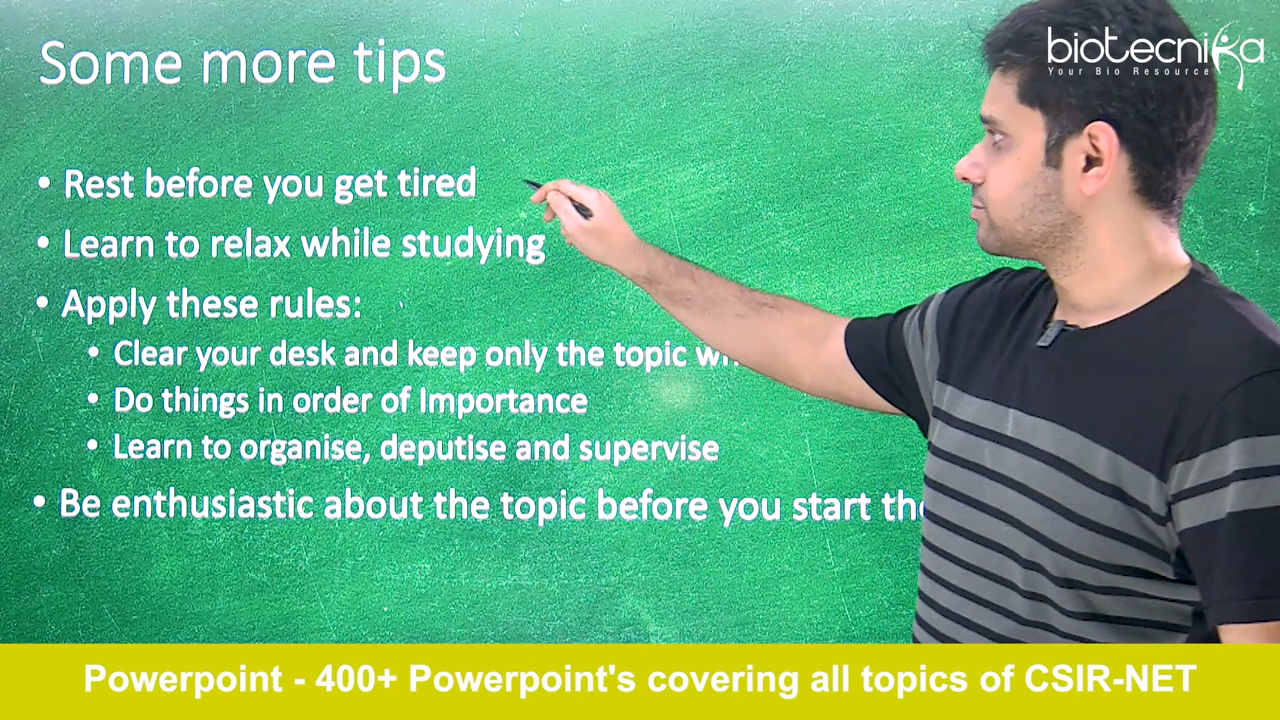 biotecnika
Your Bio Resource
Some more tips
• Rest before you get tired
• Learn to relax while studying
• Apply these rules:
• Clear your desk and keep only the topic
• Do things in order of Importance
• Learn to organise, deputise and supervise
• Be enthusiastic about the topic before you start
Powerpoint - 400+ Powerpoint's covering all topics of CSIR-NET